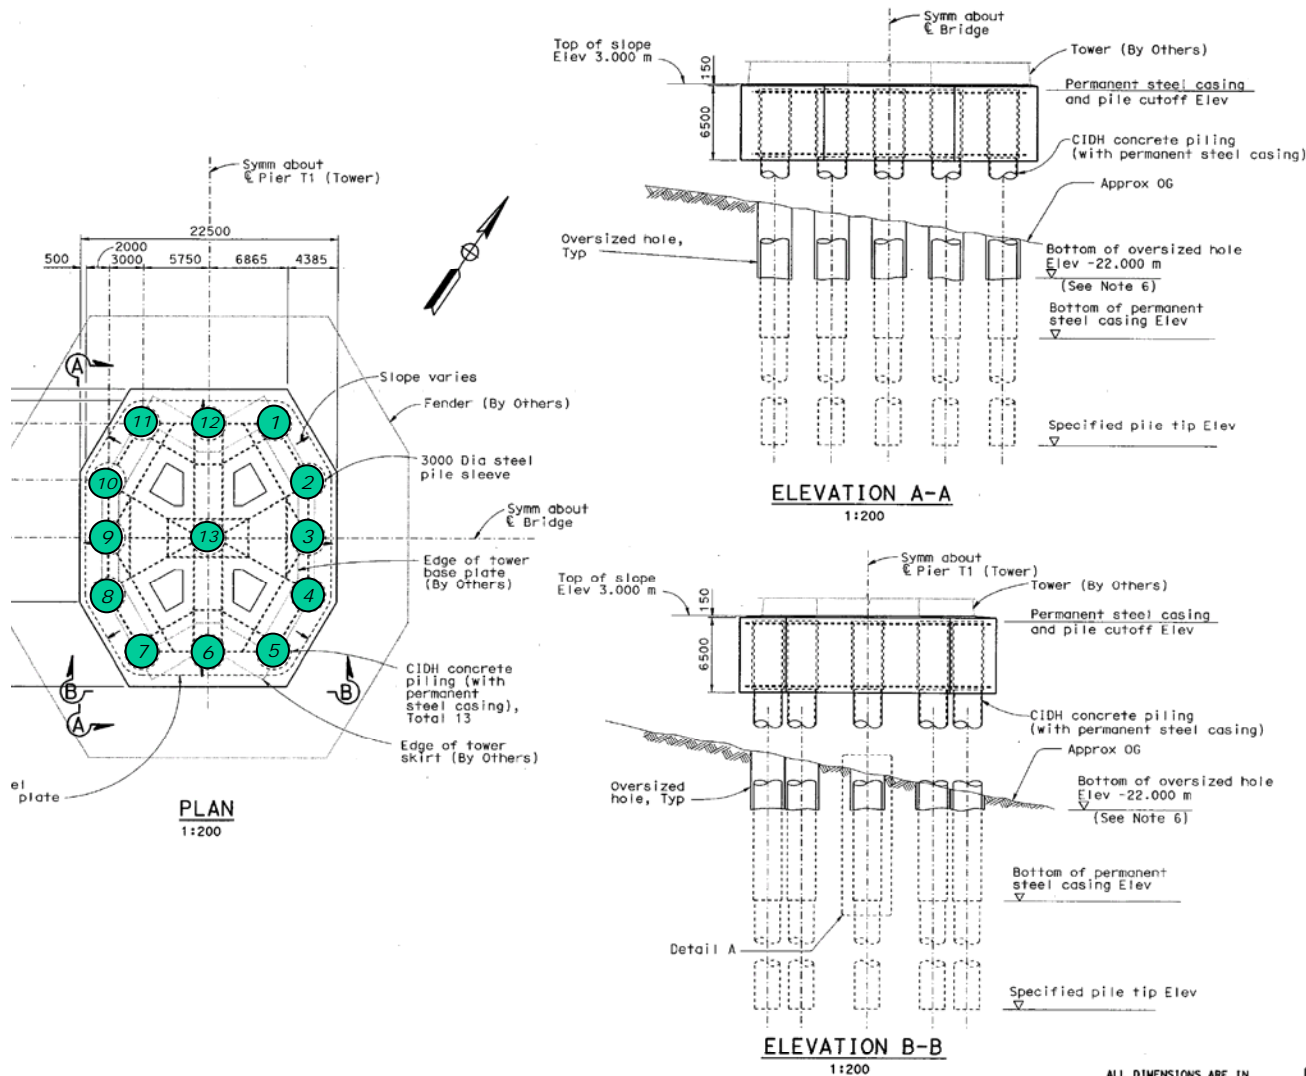 Symm about
℄ Pier T1 (Tower)
22500
2000
500 3000 5750 6865 4385
A
Slope varies
Fender (By Others)
11 12 1
3000 Dia steel
pile sleeve
10 2
Symm about
℄ Bridge
9 13 3
Edge of tower
base plate
(By Others)
8 4
7 6 5
CIDH concrete
piling (with
permanent
steel casing),
Total 13
B B
A
Edge of tower
skirt (By Others)
el
plate
PLAN
1:200
Symm about
℄ Bridge
Top of slope
Elev 3.000 m
Tower (By Others)
150
Permanent steel casing
and pile cutoff Elev
6500
CIDH concrete piling
(with permanent steel casing)
Approx OG
Oversized hole,
Typ
Bottom of oversized hole
Elev -22.000 m
(See Note 6)
Bottom of permanent
steel casing Elev
Specified pile tip Elev
ELEVATION A-A
1:200
Symm about
℄ Pier T1 (Tower)
Top of slope
Elev 3.000 m
Tower (By Others)
150
Permanent steel casing
and pile cutoff Elev
6500
CIDH concrete piling
(with permanent steel casing)
Approx OG
Oversized
hole, Typ
Bottom of oversized hole
Elev -22.000 m
(See Note 6)
Bottom of permanent
steel casing Elev
Detail A
Specified pile tip Elev
ELEVATION B-B
1:200
ALL DIMENSIONS ARE IN